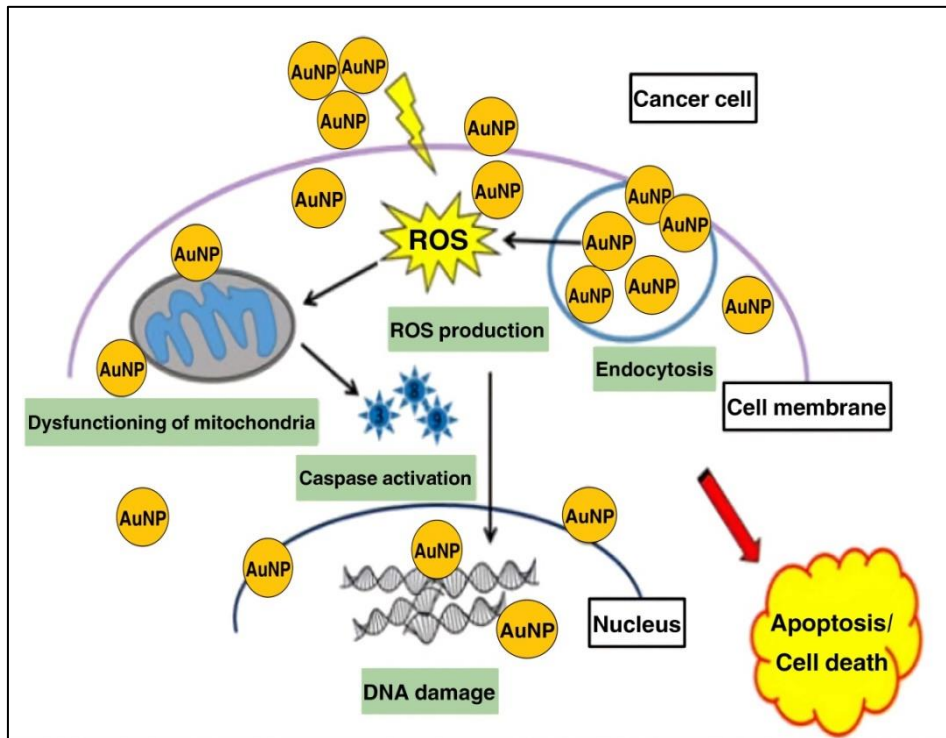 AuNP
AuNP
AuNP
AuNP
Cancer cell
AuNP
AuNP
AuNP
AuNP
AuNP
AuNP
ROS
AuNP
AuNP
AuNP
AuNP
ROS production
AuNP
Endocytosis
Cell membrane
Dysfunctioning of mitochondria
8
3
9
Caspase activation
AuNP
AuNP
AuNP
AuNP
AuNP
Nucleus
Apoptosis/
Cell death
DNA damage